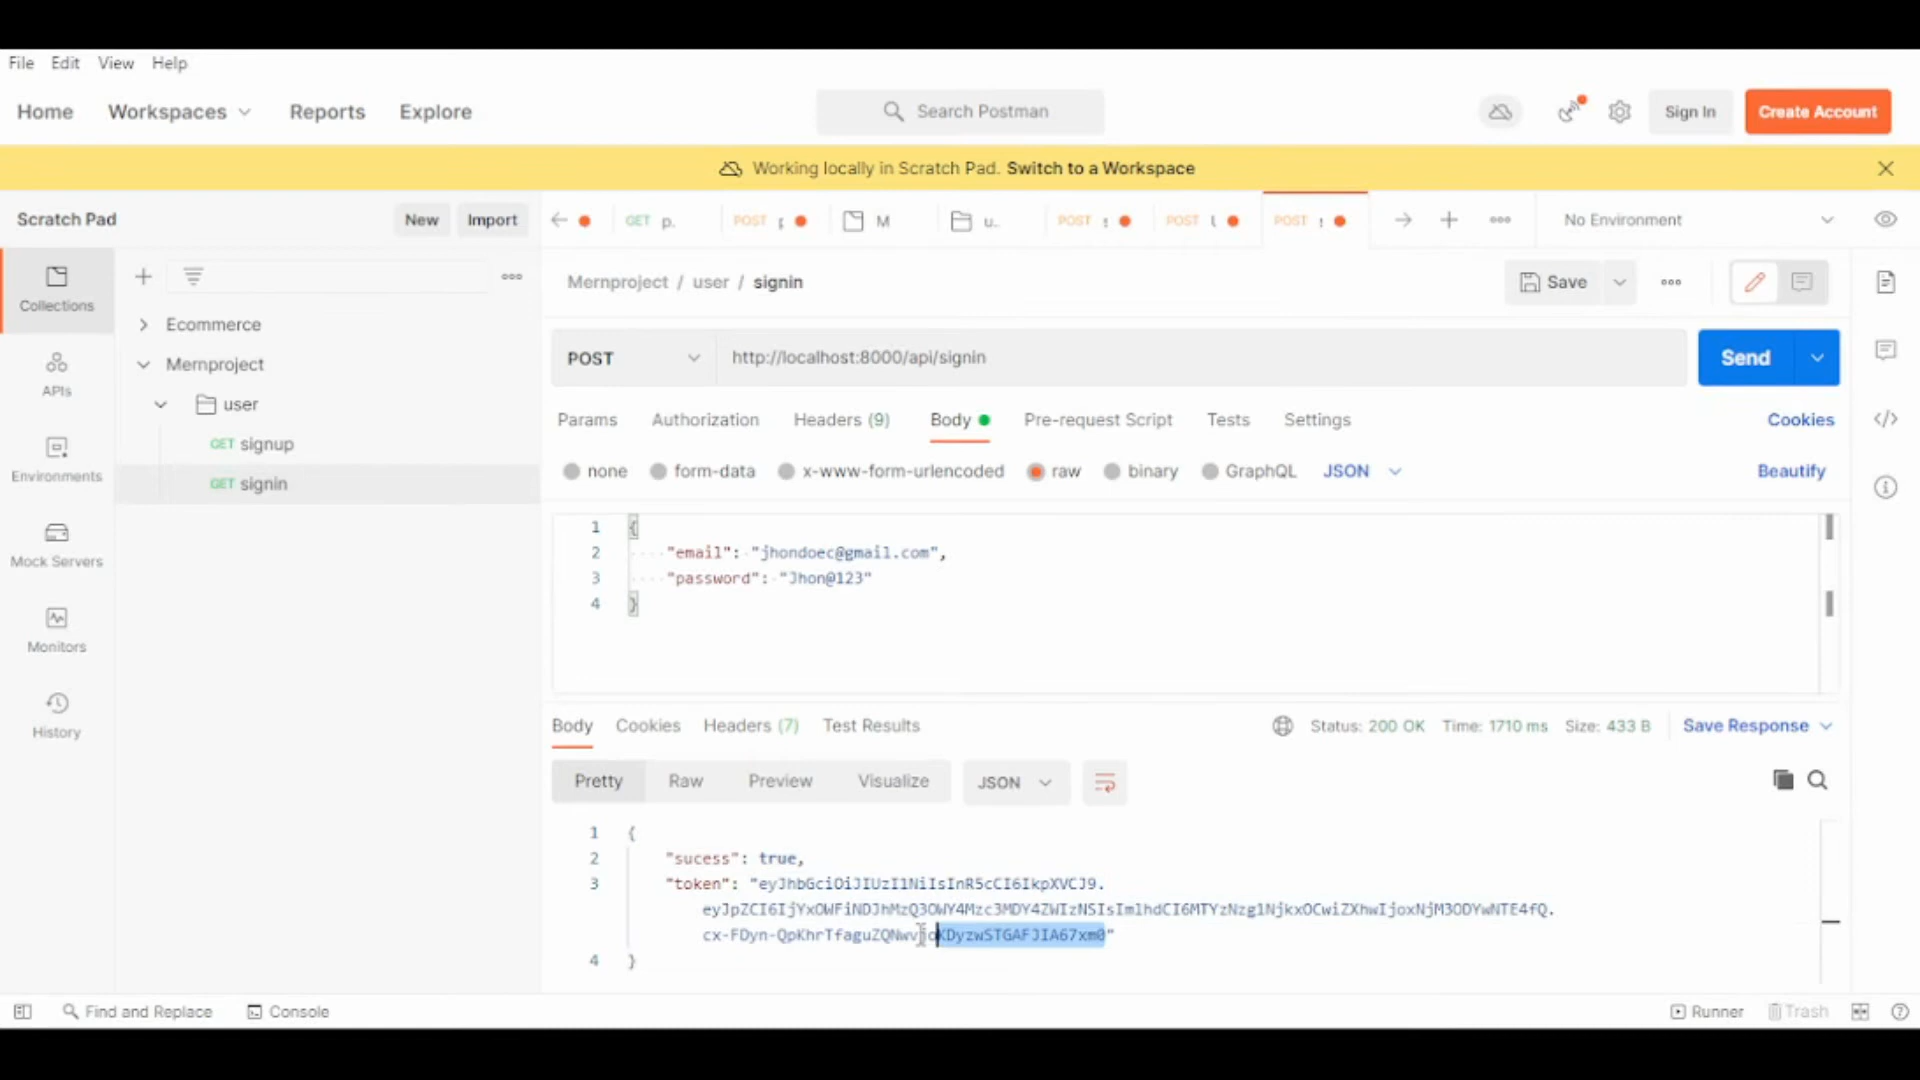 File Edit View Help
Home Workspaces Reports Explore Search Postman Sign In Create Account
Working locally in Scratch Pad. Switch to a Workspace
Scratch Pad New Import GET p. POST M u. POST POST POST No Environment
Collections
APIs
Environments
Mock Servers
Monitors
History
Ecommerce
Mernproject
user
GET signup
GET signin
Mernproject / user / signin Save
POST http://localhost:8000/api/signin Send
Params Authorization Headers (9) Body Pre-request Script Tests Settings Cookies
none form-data x-www-form-urlencoded raw binary GraphQL JSON Beautify
1 {
2 "email": "jhondoec@gmail.com",
3 "password": "Jhon@123"
4 }
Body Cookies Headers (7) Test Results Status: 200 OK Time: 1710 ms Size: 433 B Save Response
Pretty Raw Preview Visualize JSON
1 {
2 "sucess": true,
3 "token": "eyJhbGciOiJIUzI1NiIsInR5cCI6IkpXVCJ9.
4 }
Find and Replace Console Runner Trash